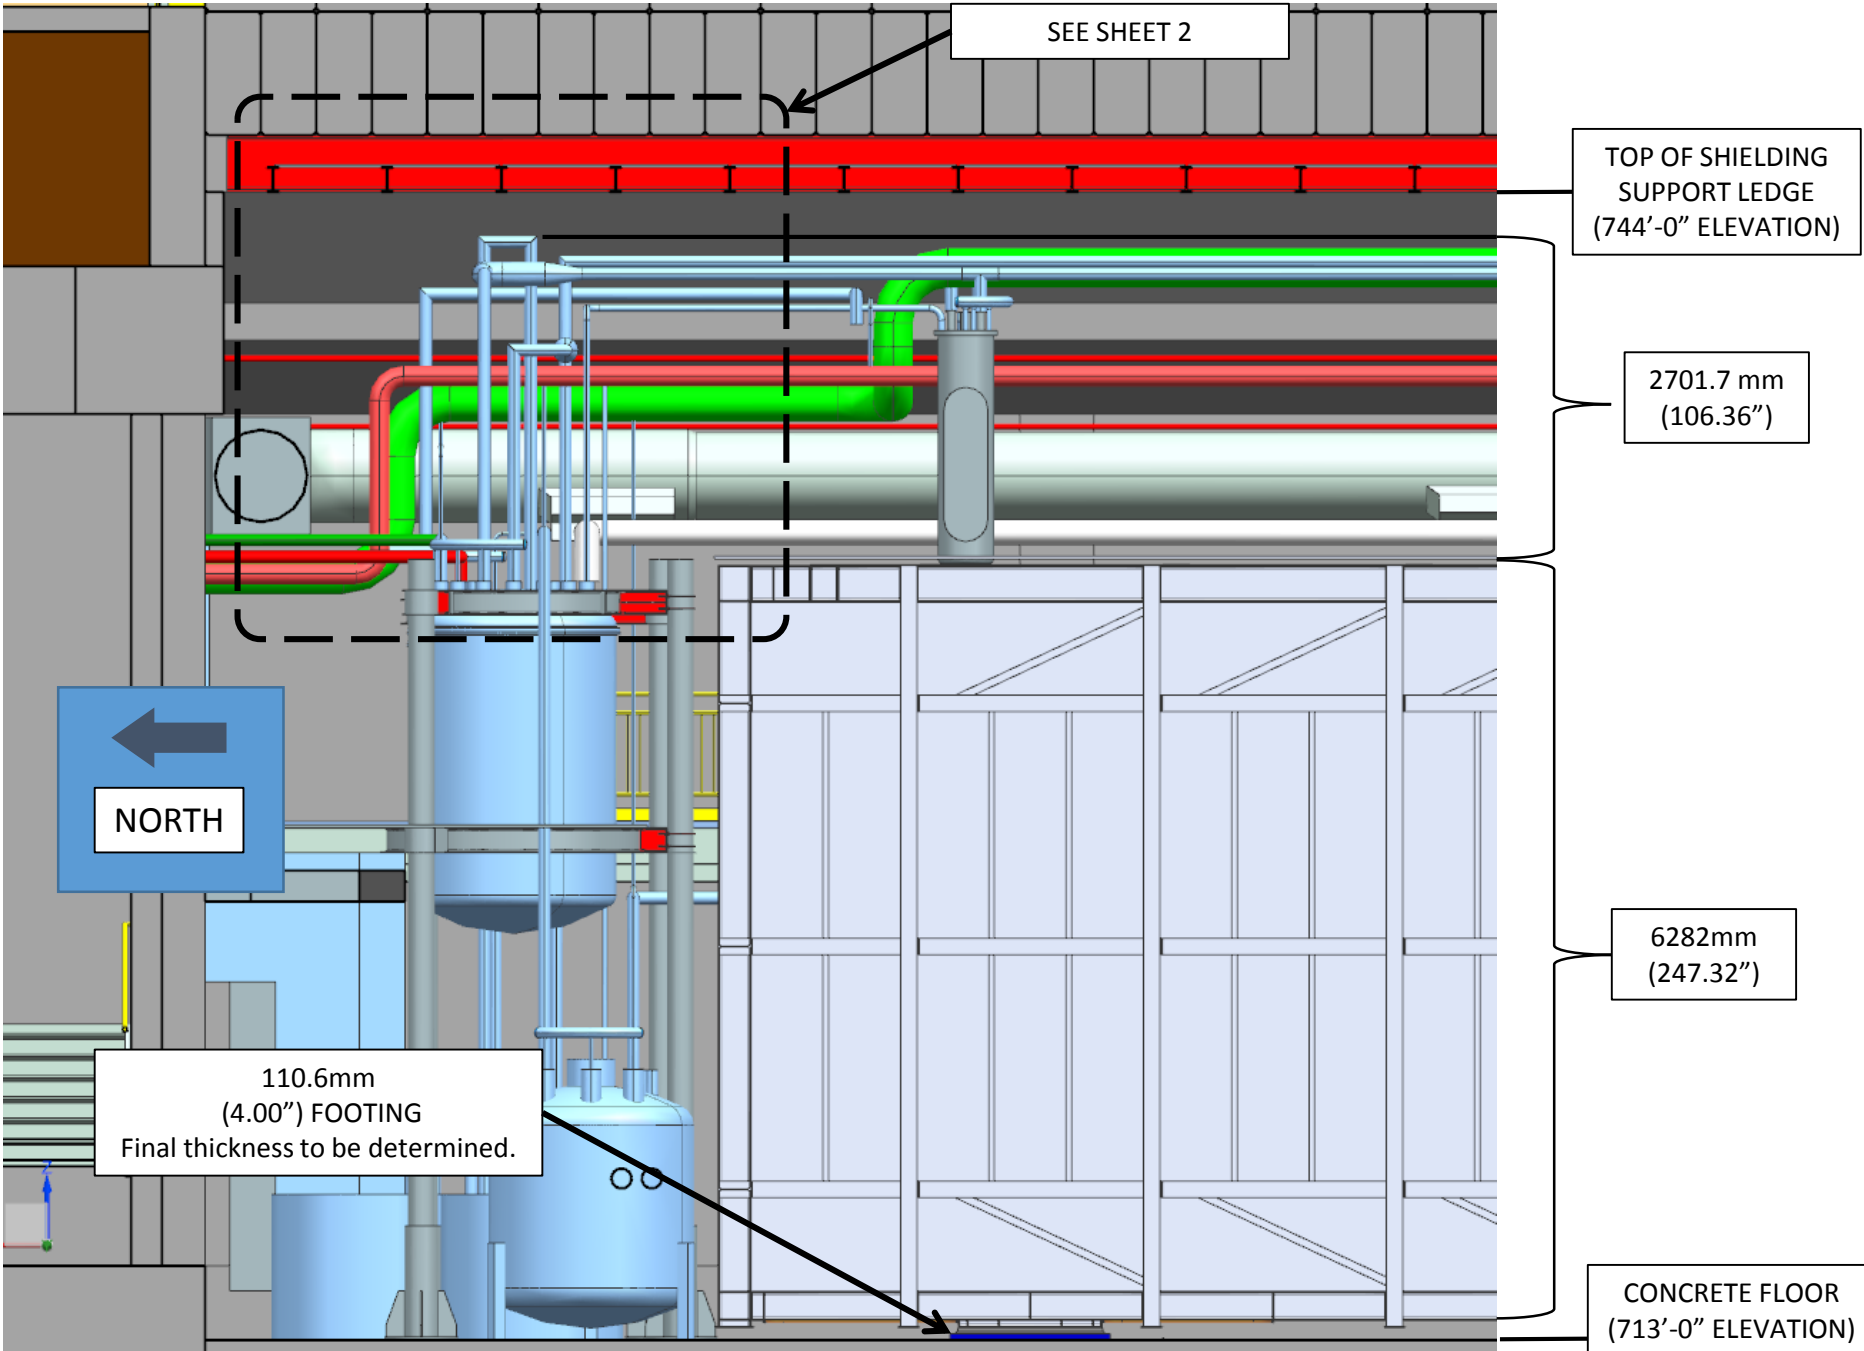 SEE SHEET 2
TOP OF SHIELDING
SUPPORT LEDGE
(744’-0” ELEVATION)
2701.7 mm
(106.36”)
NORTH
6282mm
(247.32”)
110.6mm
(4.00”) FOOTING
Final thickness to be determined.
Z
CONCRETE FLOOR
(713’-0” ELEVATION)